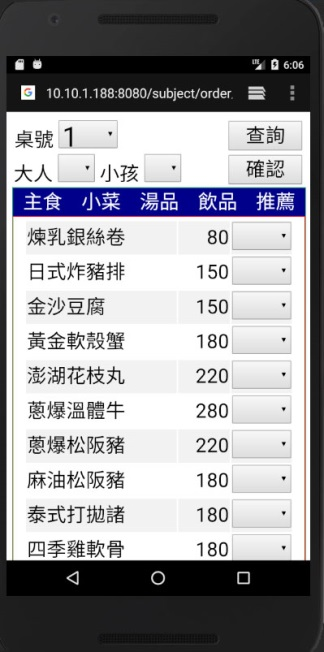 LTE 6:06
G 10.10.1.188:8080/subject/order.
桌號 1 查詢
大人 小孩 確認
主食 小菜 湯品 飲品 推薦
煉乳銀絲卷 80
日式炸豬排 150
金沙豆腐 150
黃金軟殼蟹 180
澎湖花枝丸 220
蔥爆溫體牛 280
蔥爆松阪豬 220
麻油松阪豬 180
泰式打拋諸 180
四季雞軟骨 180